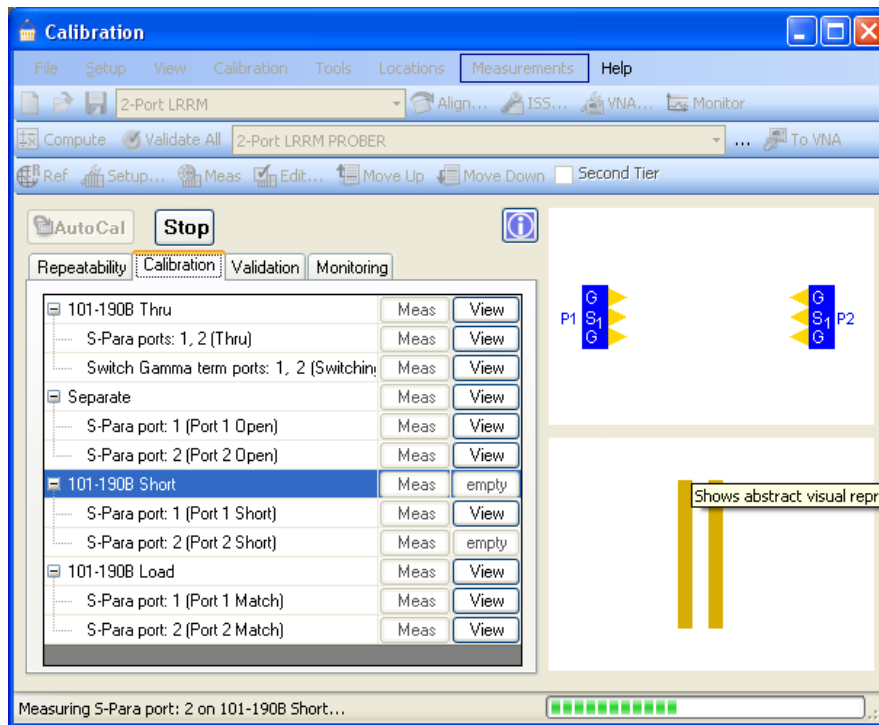 Calibration
File Setup View Calibration Tools Locations Measurements Help
2-Port LRRM Align... ISS... VNA... Monitor
Compute Validate All 2-Port LRRM PROBER ... To VNA
Ref Setup... Meas Edit... Move Up Move Down Second Tier
AutoCal Stop
Repeatability Calibration Validation Monitoring
101-190B Thru Meas View
S-Para ports: 1, 2 (Thru) Meas View
Switch Gamma term ports: 1, 2 (Switching Meas View
Separate Meas View
S-Para port: 1 (Port 1 Open) Meas View
S-Para port: 2 (Port 2 Open) Meas View
101-190B Short Meas empty
S-Para port: 1 (Port 1 Short) Meas View
S-Para port: 2 (Port 2 Short) Meas empty
101-190B Load Meas View
S-Para port: 1 (Port 1 Match) Meas View
S-Para port: 2 (Port 2 Match) Meas View
G G
P1 S1 S1 P2
G G
Shows abstract visual repr
Measuring S-Para port: 2 on 101-190B Short...